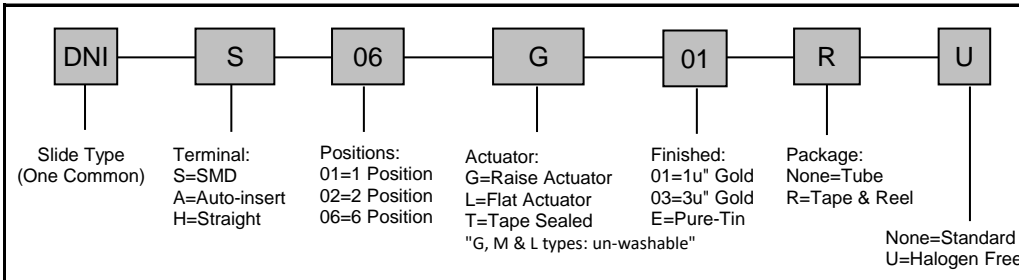 DNI S 06 G 01 R U
Slide Type
(One Common)
Terminal:
S=SMD
A=Auto-insert
H=Straight
Positions:
01=1 Position
02=2 Position
06=6 Position
Actuator:
G=Raise Actuator
L=Flat Actuator
T=Tape Sealed
"G, M & L types: un-washable"
Finished:
01=1u" Gold
03=3u" Gold
E=Pure-Tin
Package:
None=Tube
R=Tape & Reel
None=Standard
U=Halogen Free